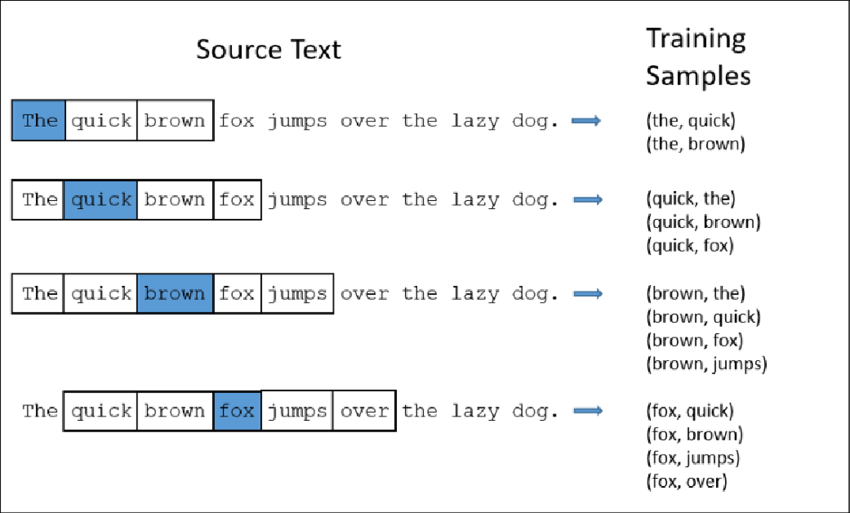 Source Text
Training
Samples
The quick brown fox jumps over the lazy dog.
(the, quick)
(the, brown)
The quick brown fox jumps over the lazy dog.
(quick, the)
(quick, brown)
(quick, fox)
The quick brown fox jumps over the lazy dog.
(brown, the)
(brown, quick)
(brown, fox)
(brown, jumps)
The quick brown fox jumps over the lazy dog.
(fox, quick)
(fox, brown)
(fox, jumps)
(fox, over)